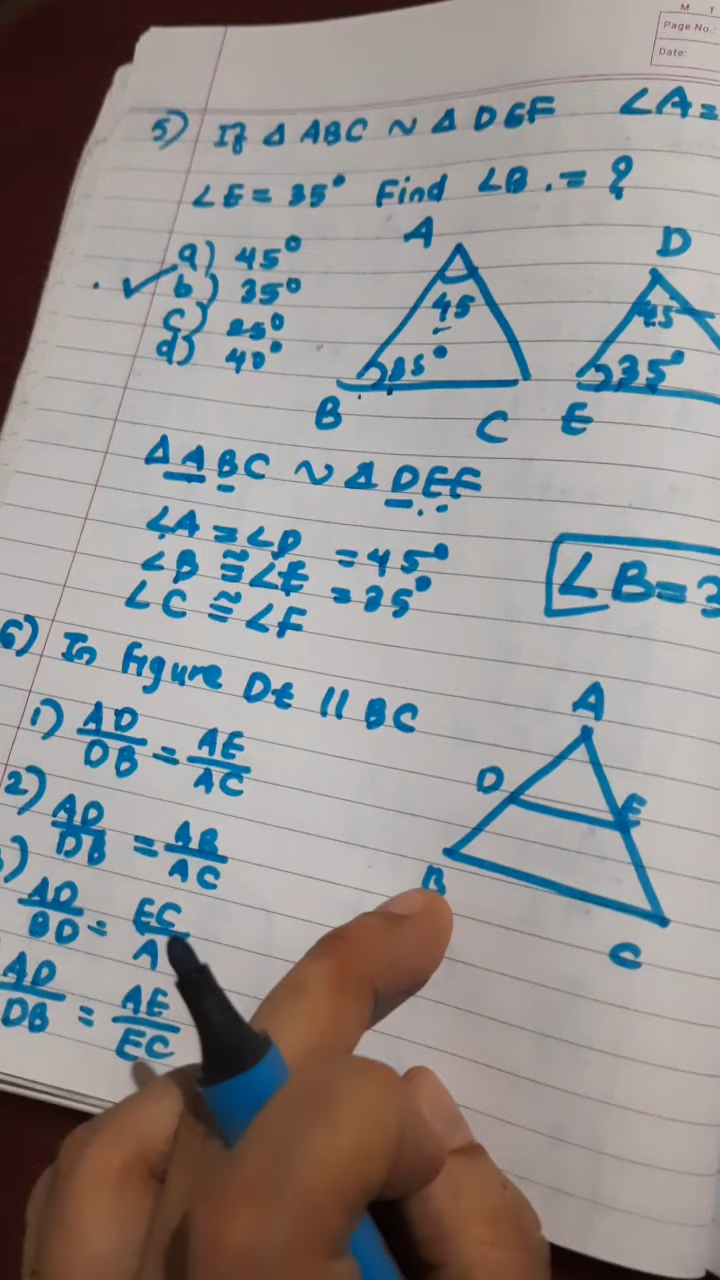 M T
Page No.:
Date:
5) If Δ ABC ~ Δ DEF ∠A =
∠E = 35° Find ∠B . = ?
a) 45°
b) 35°
c) 25°
d) 40°
A
45
85°
B
C
D
45
35°
E
Δ ABC ~ Δ DEF
∠A = ∠D = 45°
∠B ≅ ∠E = 35°
∠C ≅ ∠F
∠B = 3
6) In figure DE || BC
1) AD/DB = AE/AC
2) AD/DB = AB/AC
) AD/BD = EC/A
AD/DB = AE/EC
A
D
E
B
C